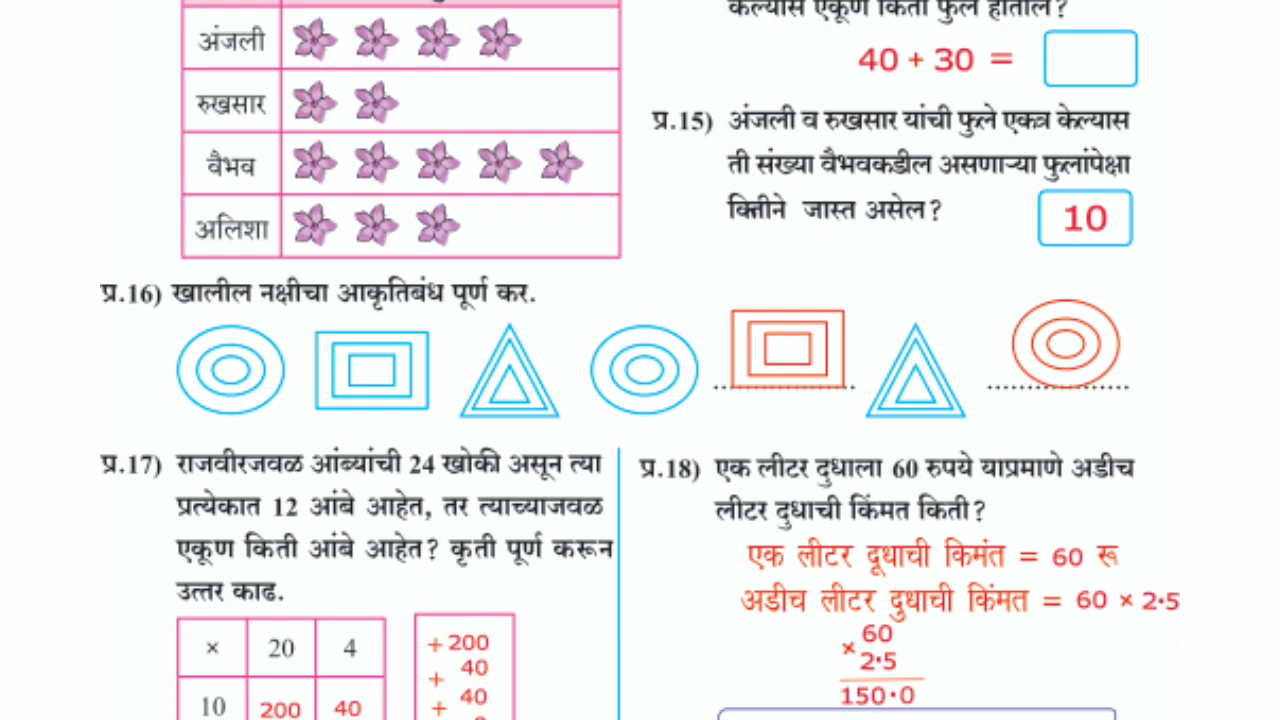 केल्यास एकूण किती फुले होतील?
अंजली
40 + 30 =
रुखसार
वैभव
अलिशा
प्र.15) अंजली व रुखसार यांची फुले एकत्र केल्यास
ती संख्या वैभवकडील असणाऱ्या फुलांपेक्षा
कितीने जास्त असेल? 10
प्र.16) खालील नक्षीचा आकृतिबंध पूर्ण कर.
प्र.17) राजवीरजवळ आंब्यांची 24 खोकी असून त्या
प्रत्येकात 12 आंबे आहेत, तर त्याच्याजवळ
एकूण किती आंबे आहेत? कृती पूर्ण करून
उत्तर काढ.
× 20 4
10 200 40
+ 200
+ 40
+ 40
प्र.18) एक लीटर दुधाला 60 रुपये याप्रमाणे अडीच
लीटर दुधाची किंमत किती?
एक लीटर दूधाची किमंत = 60 रू
अडीच लीटर दुधाची किंमत = 60 × 2·5
× 60
2·5
150·0